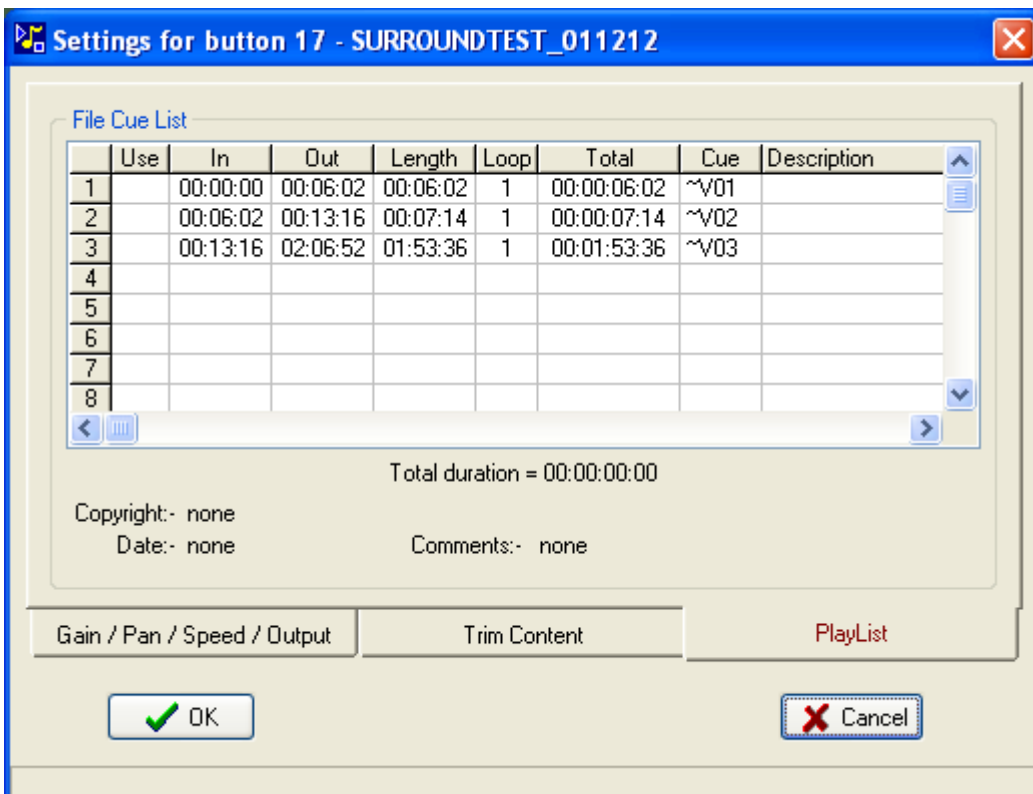 Settings for button 17 - SURROUNDTEST_011212
File Cue List
Use In Out Length Loop Total Cue Description
1 00:00:00 00:06:02 00:06:02 1 00:00:06:02 ~V01
2 00:06:02 00:13:16 00:07:14 1 00:00:07:14 ~V02
3 00:13:16 02:06:52 01:53:36 1 00:01:53:36 ~V03
4
5
6
7
8
Total duration = 00:00:00:00
Copyright:- none
Date:- none Comments:- none
Gain / Pan / Speed / Output Trim Content PlayList
OK Cancel